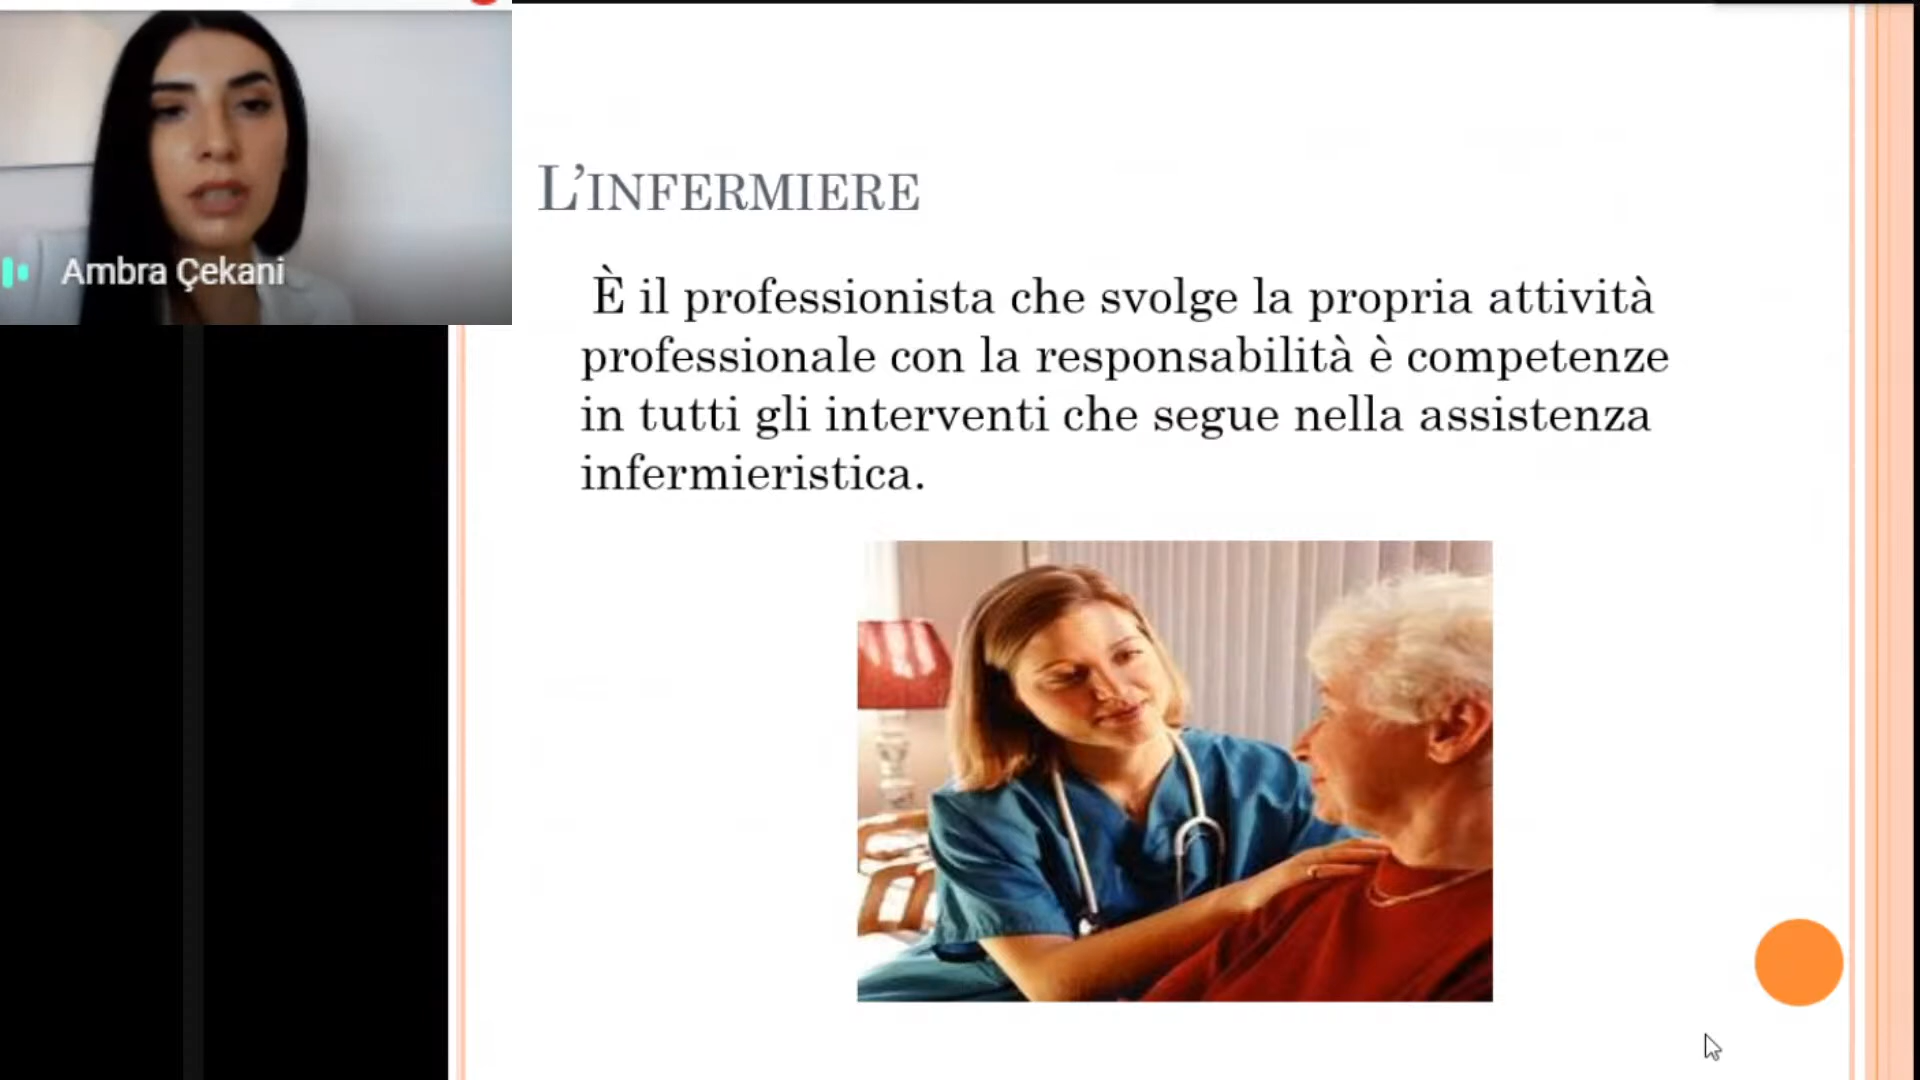 Ambra Çekani
L'INFERMIERE
È il professionista che svolge la propria attività
professionale con la responsabilità è competenze
in tutti gli interventi che segue nella assistenza
infermieristica.